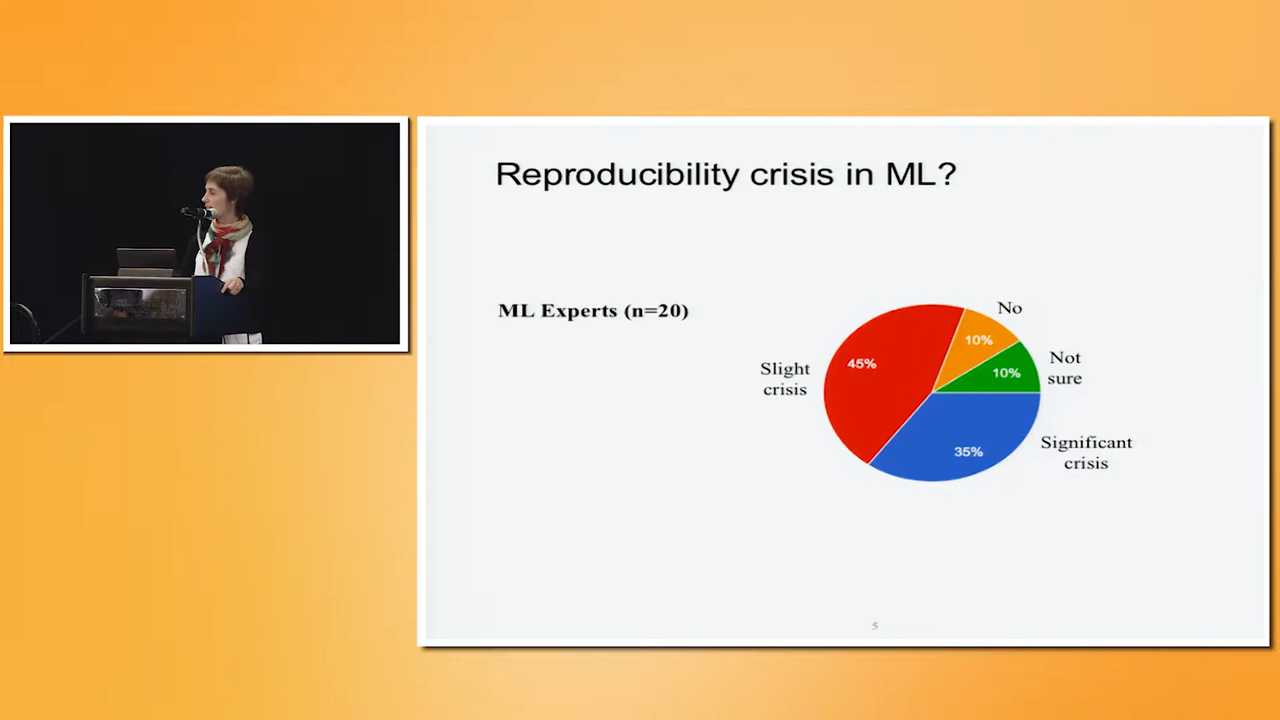 Reproducibility crisis in ML?
ML Experts (n=20)
No
10%
Slight
crisis
45%
Not
sure
10%
Significant
crisis
35%
5